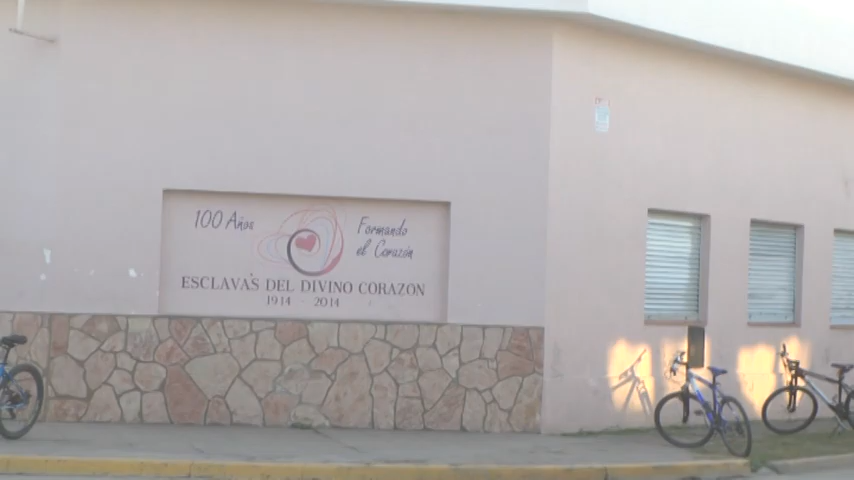 100 Años
Formando
el Corazón
ESCLAVAS DEL DIVINO CORAZON
1914 - 2014